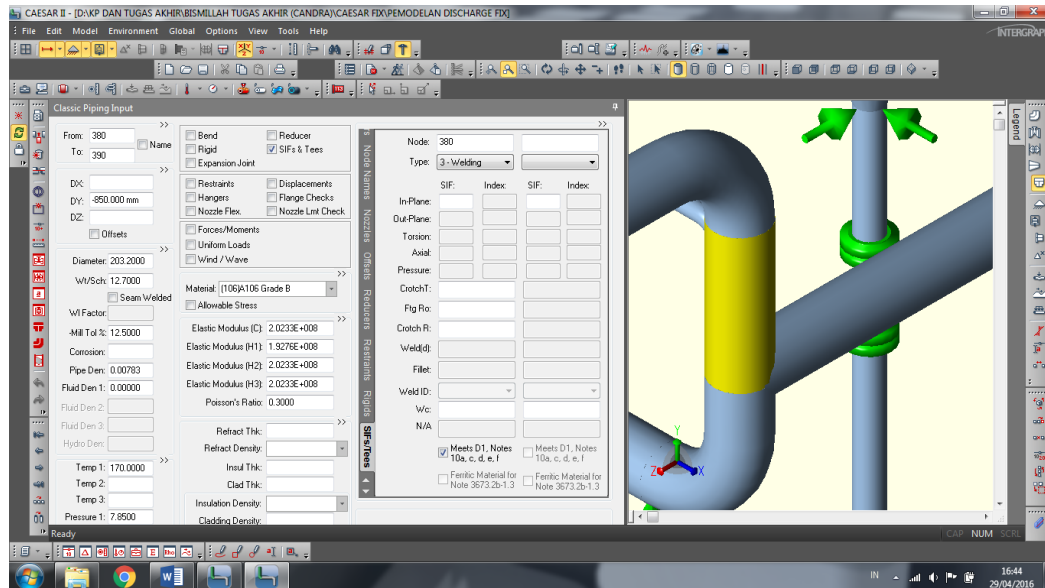 CAESAR II - [D:\KP DAN TUGAS AKHIR\BISMILLAH TUGAS AKHIR (CANDRA)\CAESAR FIX\PEMODELAN DISCHARGE FIX]
File Edit Model Environment Global Options View Tools Help
INTERGRAPH
Classic Piping Input
From: 380
To: 390
Name
DX:
DY: -850.000 mm
DZ:
Offsets
Diameter: 203.2000
Wt/Sch: 12.7000
Seam Welded
WI Factor:
-Mill Tol %: 12.5000
Corrosion:
Pipe Den: 0.00783
Fluid Den 1: 0.00000
Fluid Den 2:
Fluid Den 3:
Hydro Den:
Temp 1: 170.0000
Temp 2:
Temp 3:
Pressure 1: 7.8500
Bend Reducer
Rigid SIFs & Tees
Expansion Joint
Restraints Displacements
Hangers Flange Checks
Nozzle Flex. Nozzle Lmt Check
Forces/Moments
Uniform Loads
Wind / Wave
Material: (106)A106 Grade B
Allowable Stress
Elastic Modulus (C): 2.0233E+008
Elastic Modulus (H1): 1.9276E+008
Elastic Modulus (H2): 2.0233E+008
Elastic Modulus (H3): 2.0233E+008
Poisson's Ratio: 0.3000
Refract Thk:
Refract Density:
Insul Thk:
Clad Thk:
Insulation Density:
Cladding Density:
Node Names
Nozzles
Offsets
Reducers
Restraints
Rigids
SIFs/Tees
Node: 380
Type: 3 - Welding
SIF: Index: SIF: Index:
In-Plane:
Out-Plane:
Torsion:
Axial:
Pressure:
CrotchT:
Ftg Ro:
Crotch R:
Weld(d):
Fillet:
Weld ID:
Wc:
N/A
Meets D1, Notes 10a, c, d, e, f
Meets D1, Notes 10a, c, d, e, f
Ferritic Material for Note 3673.2b-1.3
Ferritic Material for Note 3673.2b-1.3
Legend
Y
Z X
Ready
CAP NUM SCRL
IN
16:44
29/04/2016